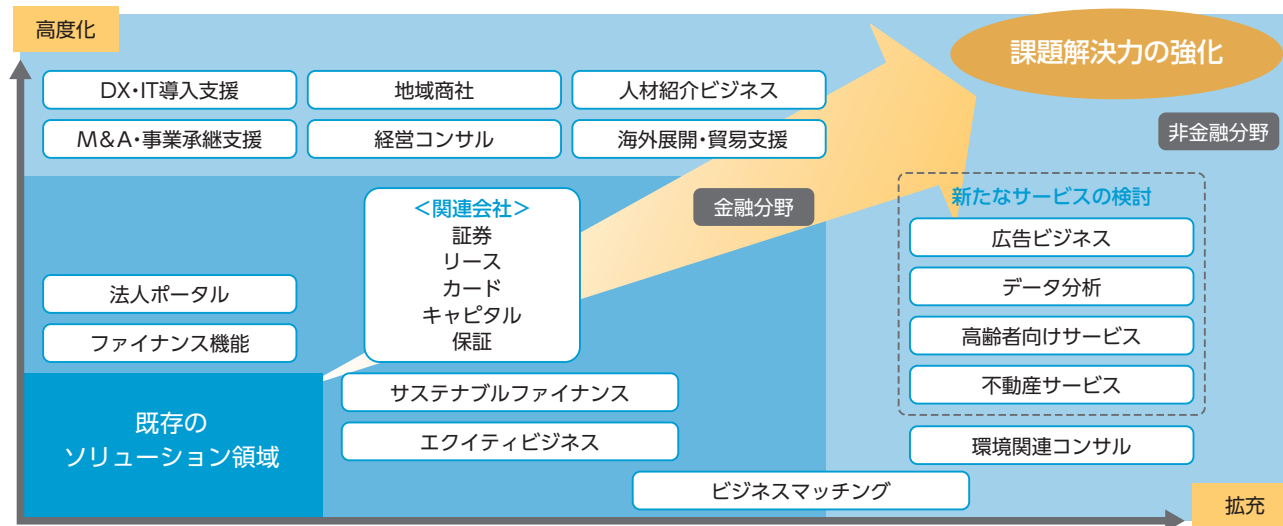 高度化
課題解決力の強化
DX・IT導入支援
地域商社
人材紹介ビジネス
M&A・事業承継支援
経営コンサル
海外展開・貿易支援
非金融分野
金融分野
＜関連会社＞
証券
リース
カード
キャピタル
保証
法人ポータル
ファイナンス機能
新たなサービスの検討
広告ビジネス
データ分析
高齢者向けサービス
不動産サービス
既存の
ソリューション領域
サステナブルファイナンス
エクイティビジネス
環境関連コンサル
ビジネスマッチング
拡充